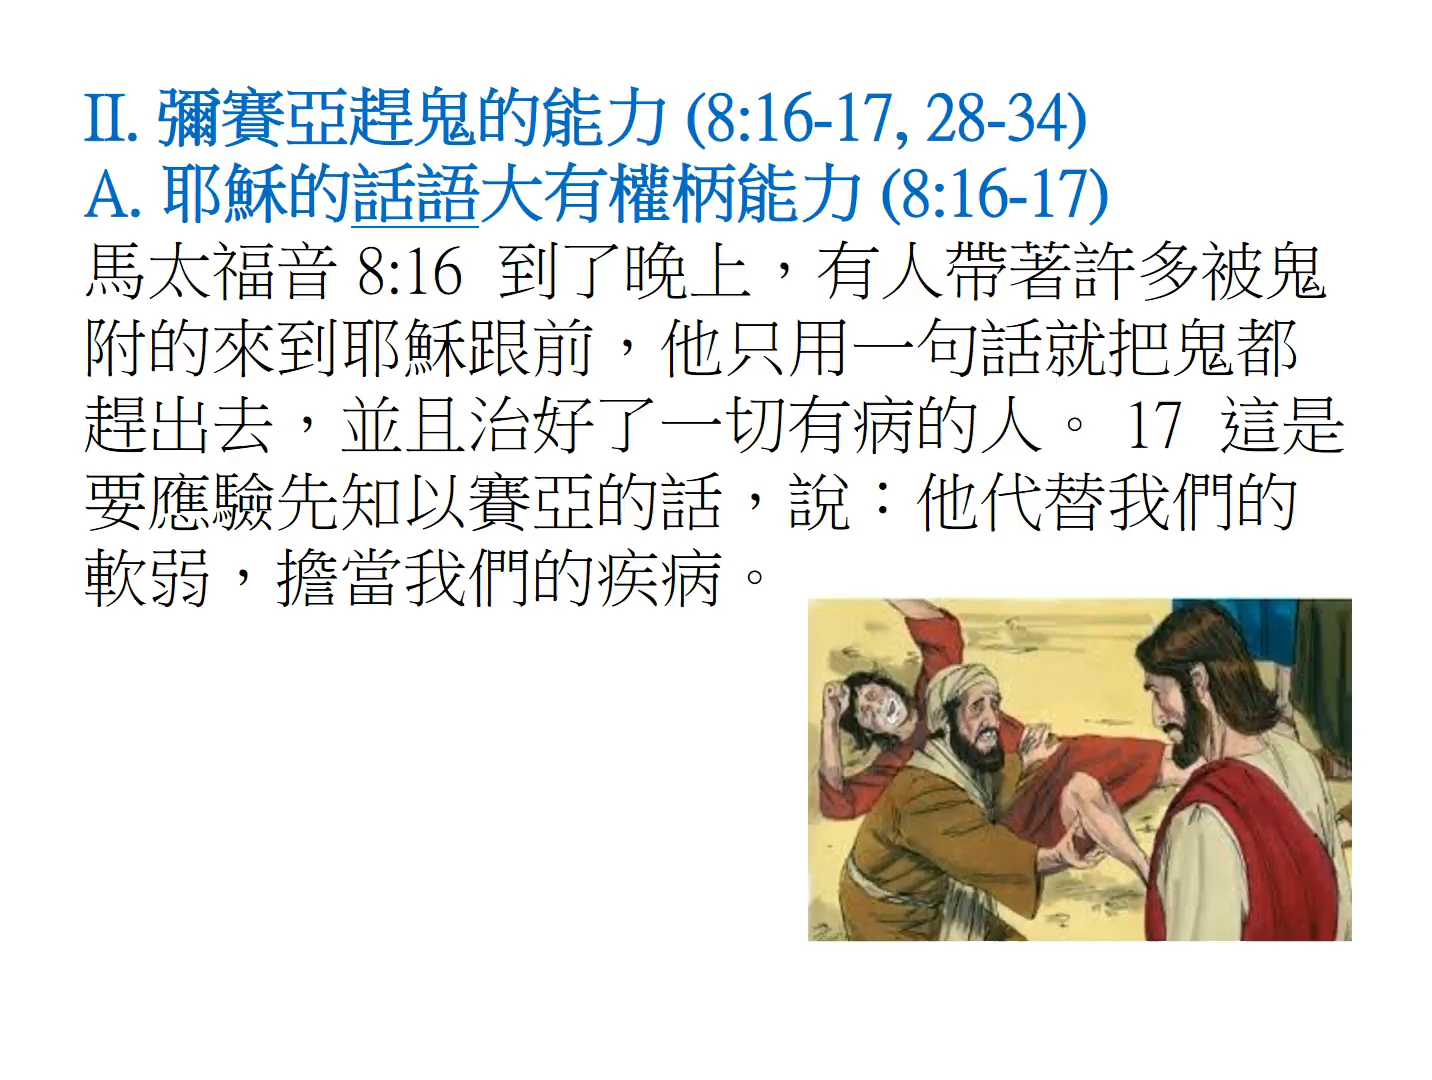 II. 彌賽亞趕鬼的能力 (8:16-17, 28-34)
A. 耶穌的話語大有權柄能力 (8:16-17)
馬太福音 8:16 到了晚上，有人帶著許多被鬼
附的來到耶穌跟前，他只用一句話就把鬼都
趕出去，並且治好了一切有病的人。 17 這是
要應驗先知以賽亞的話，說：他代替我們的
軟弱，擔當我們的疾病。